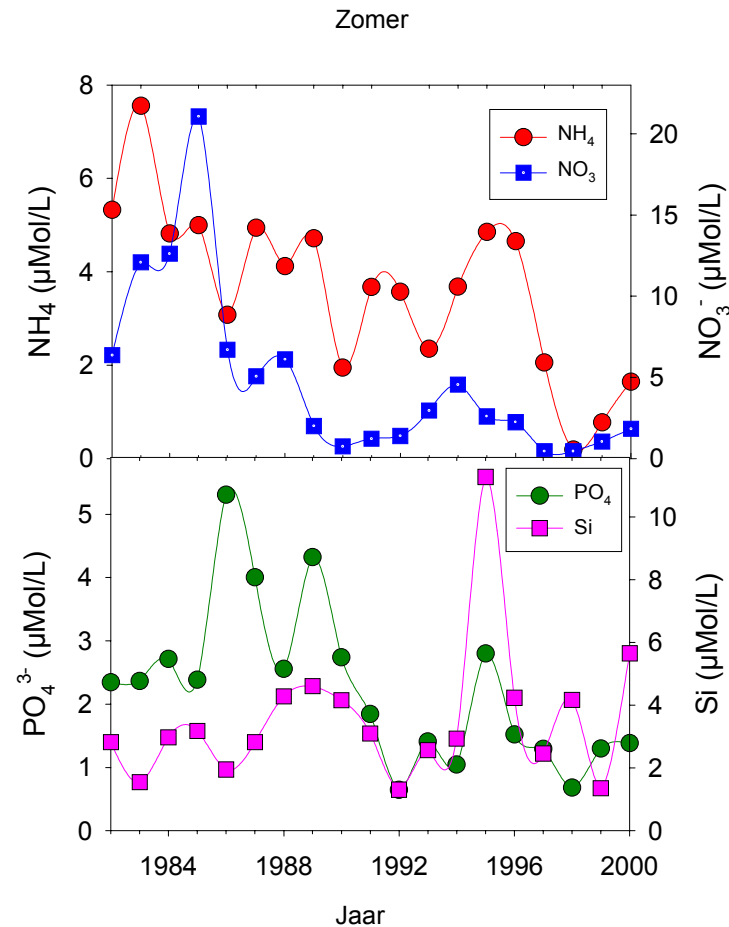 Zomer
8
6
4
2
0
NH₄ (µMol/L)
NH₄
NO₃
20
15
10
5
0
NO₃⁻ (µMol/L)
5
4
3
2
1
0
PO₄³⁻ (µMol/L)
PO₄
Si
10
8
6
4
2
0
Si (µMol/L)
1984 1988 1992 1996 2000
Jaar